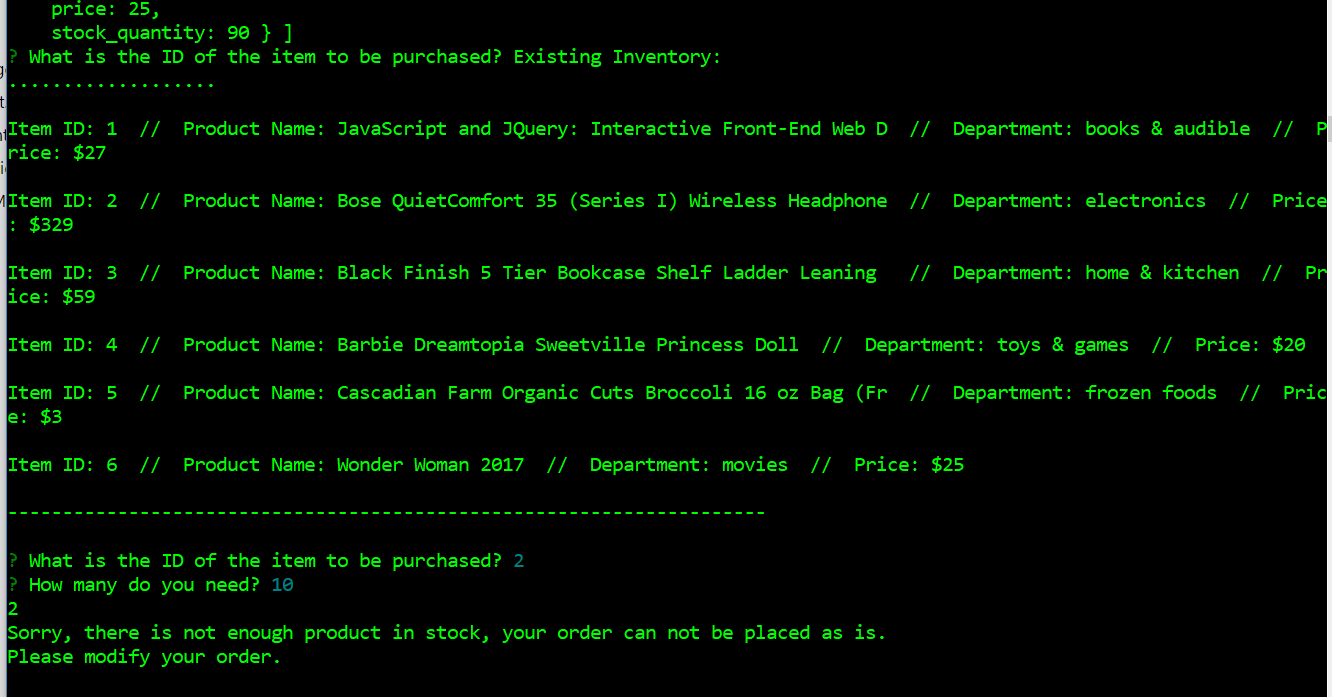 price: 25,
stock_quantity: 90 } ]
? What is the ID of the item to be purchased? Existing Inventory:
...................
Item ID: 1  //  Product Name: JavaScript and JQuery: Interactive Front-End Web D  //  Department: books & audible  //  P
rice: $27
Item ID: 2  //  Product Name: Bose QuietComfort 35 (Series I) Wireless Headphone  //  Department: electronics  //  Price
: $329
Item ID: 3  //  Product Name: Black Finish 5 Tier Bookcase Shelf Ladder Leaning   //  Department: home & kitchen  //  Pr
ice: $59
Item ID: 4  //  Product Name: Barbie Dreamtopia Sweetville Princess Doll  //  Department: toys & games  //  Price: $20
Item ID: 5  //  Product Name: Cascadian Farm Organic Cuts Broccoli 16 oz Bag (Fr  //  Department: frozen foods  //  Pric
e: $3
Item ID: 6  //  Product Name: Wonder Woman 2017  //  Department: movies  //  Price: $25
---------------------------------------------------------------------
? What is the ID of the item to be purchased? 2
? How many do you need? 10
2
Sorry, there is not enough product in stock, your order can not be placed as is.
Please modify your order.